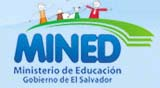 MINED
Ministerio de Educación
Gobierno de El Salvador